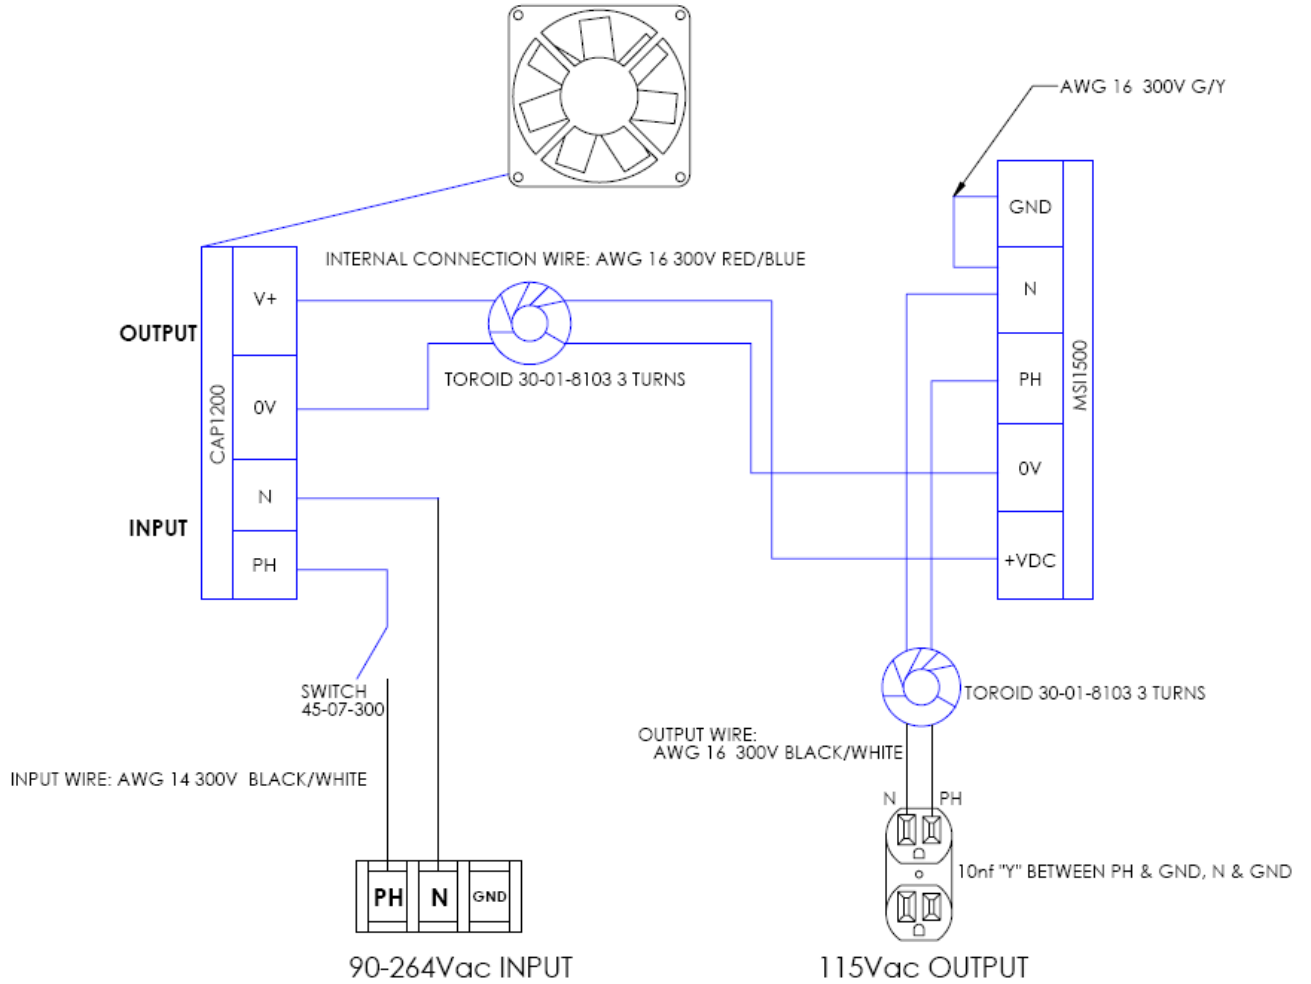 AWG 16  300V G/Y
GND
INTERNAL CONNECTION WIRE: AWG 16 300V RED/BLUE
V+
N
OUTPUT
TOROID 30-01-8103 3 TURNS
PH
MSI1500
CAP1200
0V
0V
N
INPUT
PH
+VDC
SWITCH
45-07-300
TOROID 30-01-8103 3 TURNS
OUTPUT WIRE:
AWG 16  300V BLACK/WHITE
INPUT WIRE: AWG 14 300V  BLACK/WHITE
N
PH
10nf "Y" BETWEEN PH & GND, N & GND
PH
N
GND
90-264Vac INPUT
115Vac OUTPUT